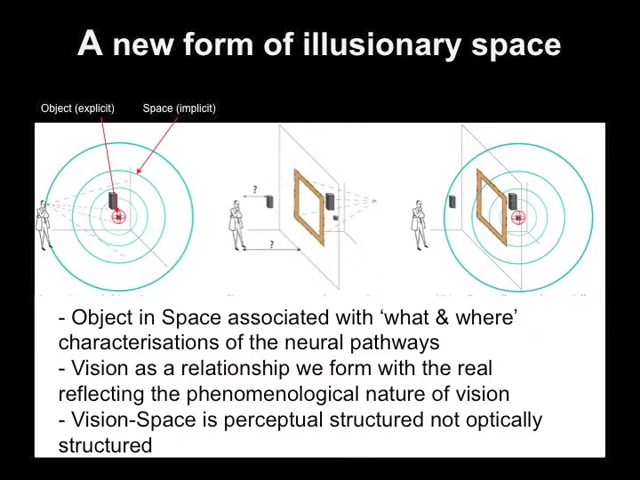 A new form of illusionary space
Object (explicit) Space (implicit)
?
?
- Object in Space associated with ‘what & where’
characterisations of the neural pathways
- Vision as a relationship we form with the real
reflecting the phenomenological nature of vision
- Vision-Space is perceptual structured not optically
structured